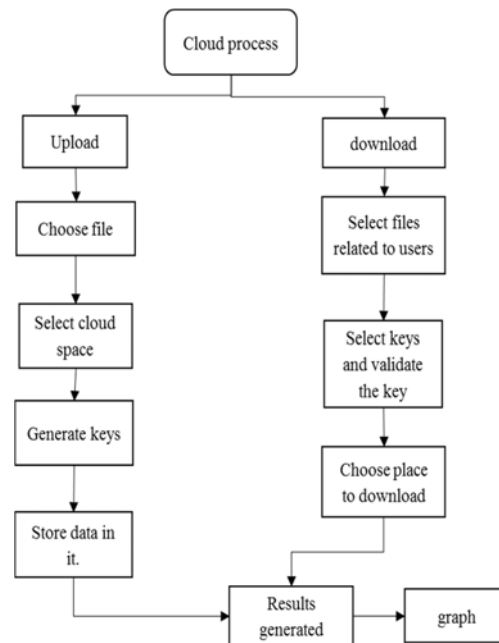 Cloud process
Upload
download
Choose file
Select files
related to users
Select cloud
space
Select keys
and validate
the key
Generate keys
Choose place
to download
Store data in
it.
Results
generated
graph